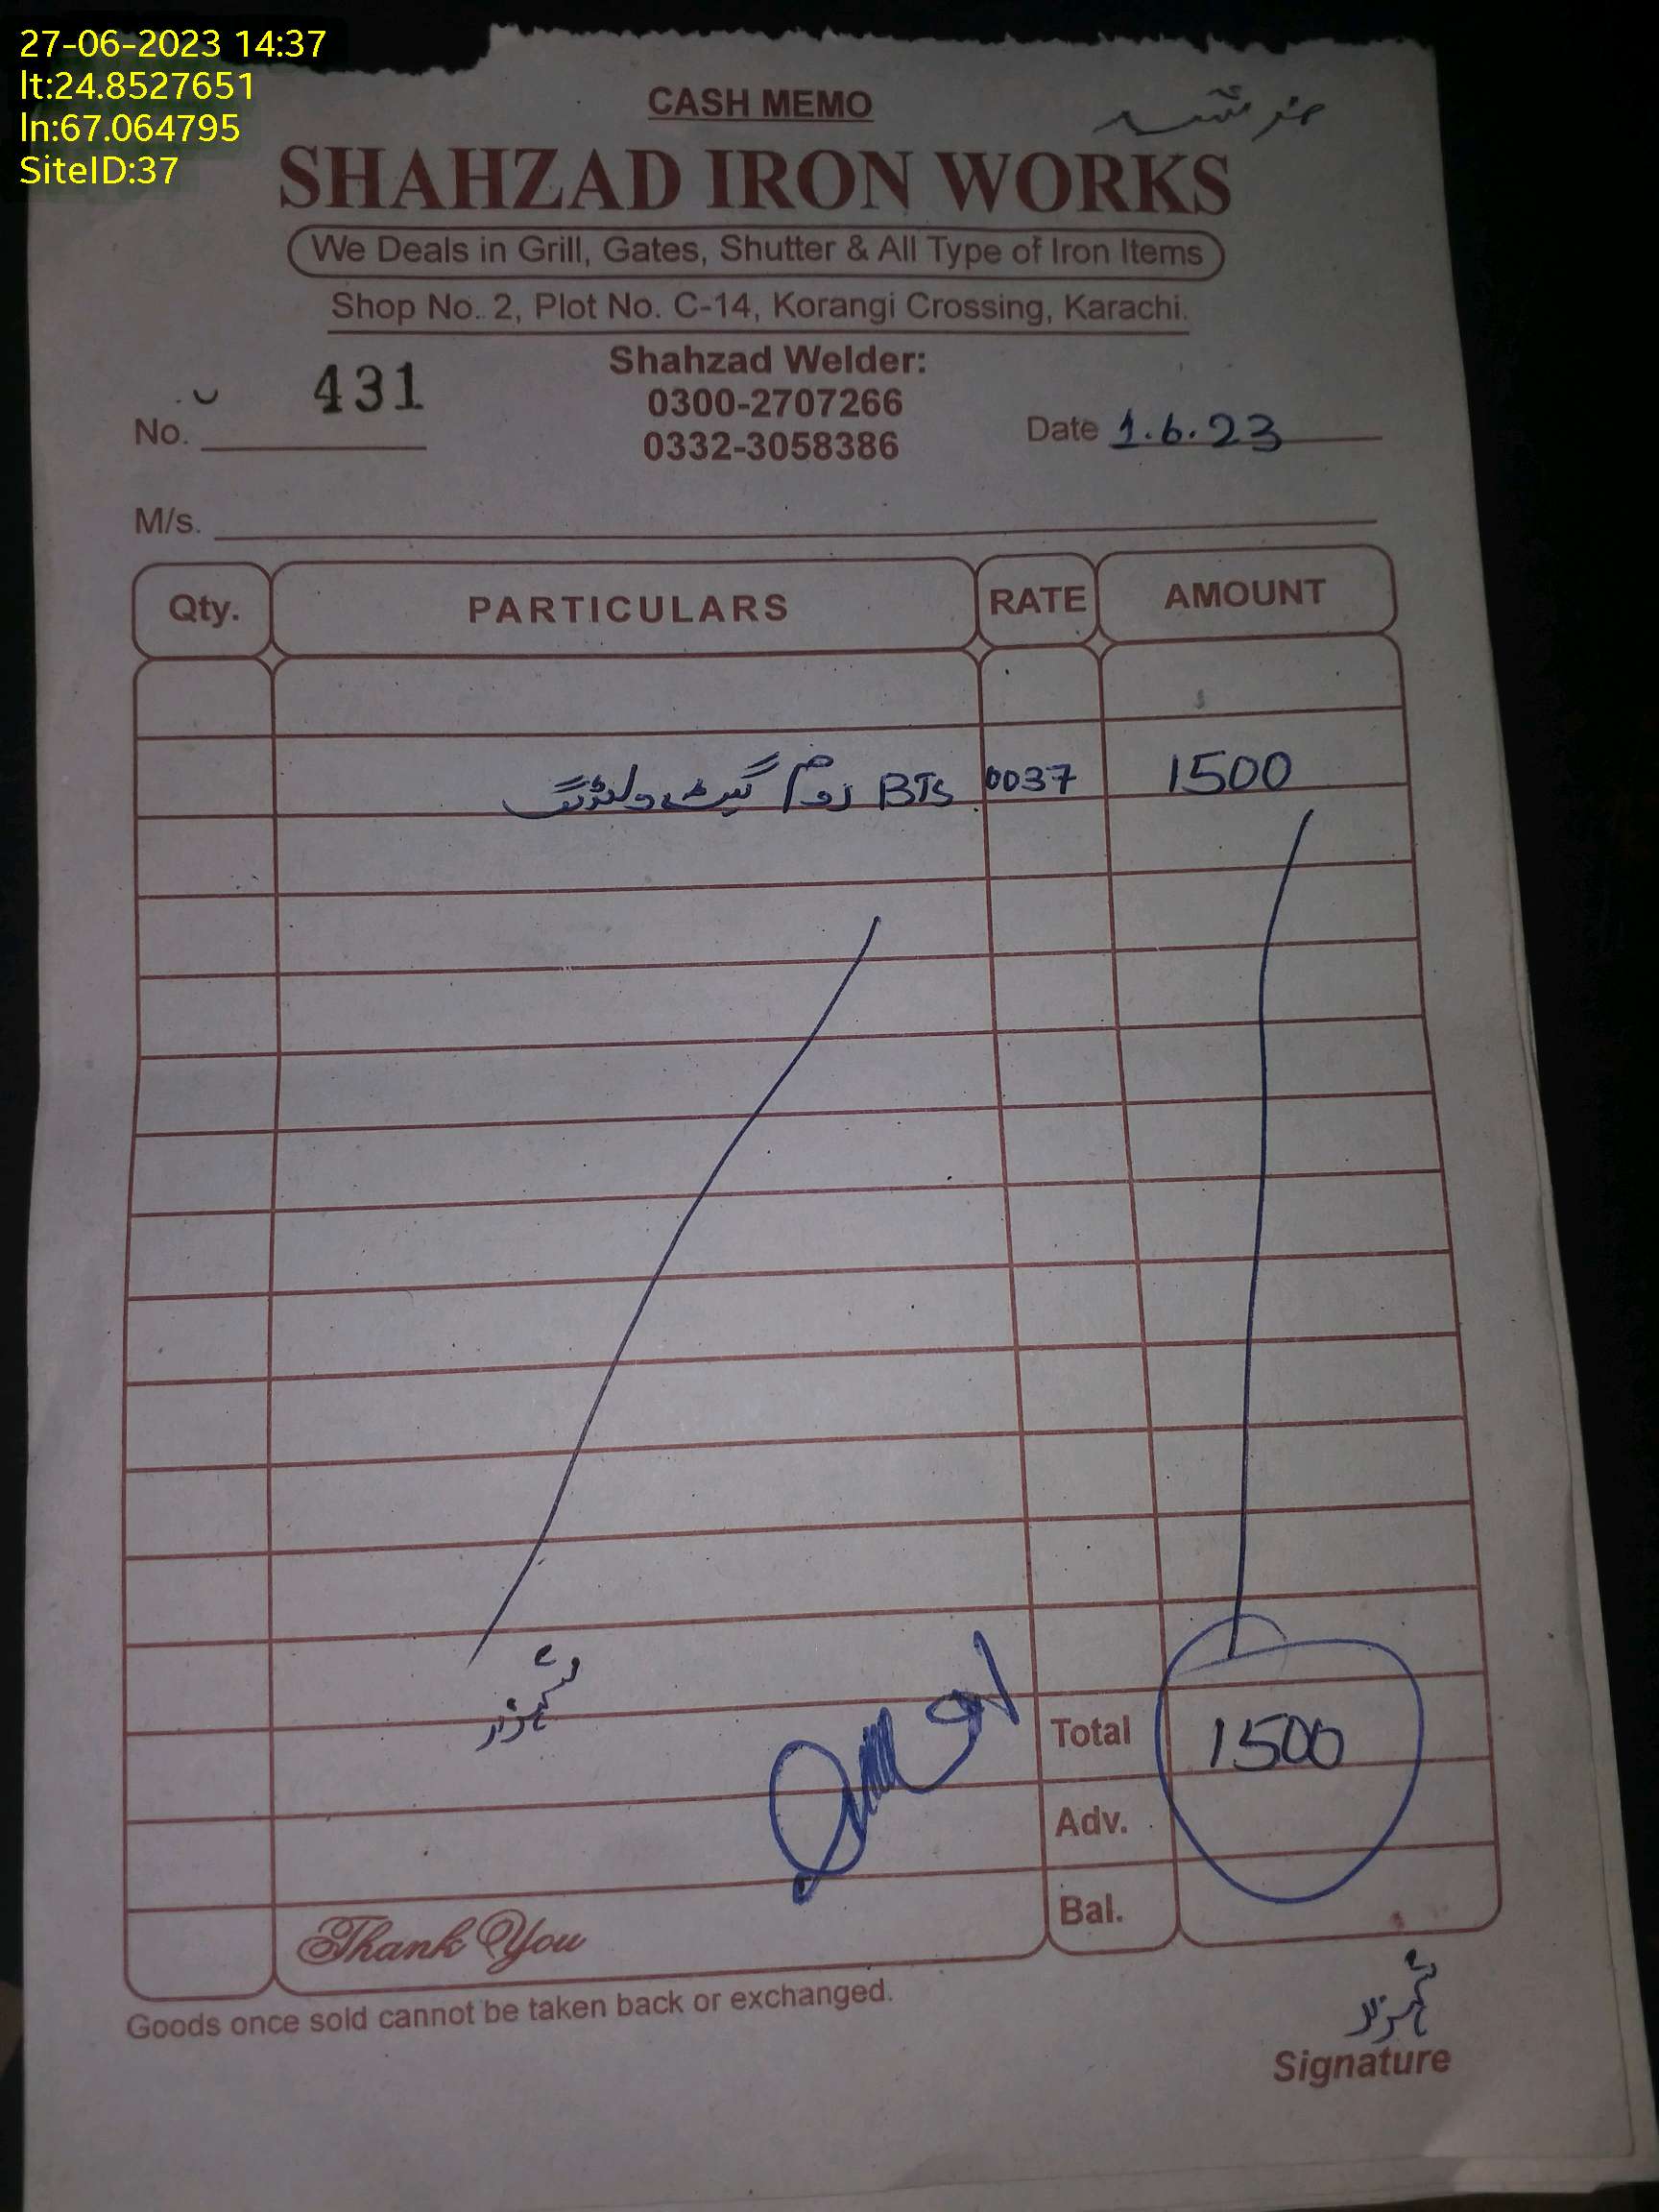 27-06-2023 14:37
lt:24.8527651
ln:67.064795
SiteID:37
CASH MEMO
SHAHZAD IRON WORKS
We Deals in Grill, Gates, Shutter & All Type of Iron Items
Shop No. 2, Plot No. C-14, Korangi Crossing, Karachi.
Shahzad Welder:
0300-2707266
0332-3058386
No. 431
Date 1.6.23
M/s.
Qty. PARTICULARS RATE AMOUNT
0037 BTS روم گیٹ ویلڈنگ 1500
Total 1500
Adv.
Bal.
Thank You
Goods once sold cannot be taken back or exchanged.
Signature